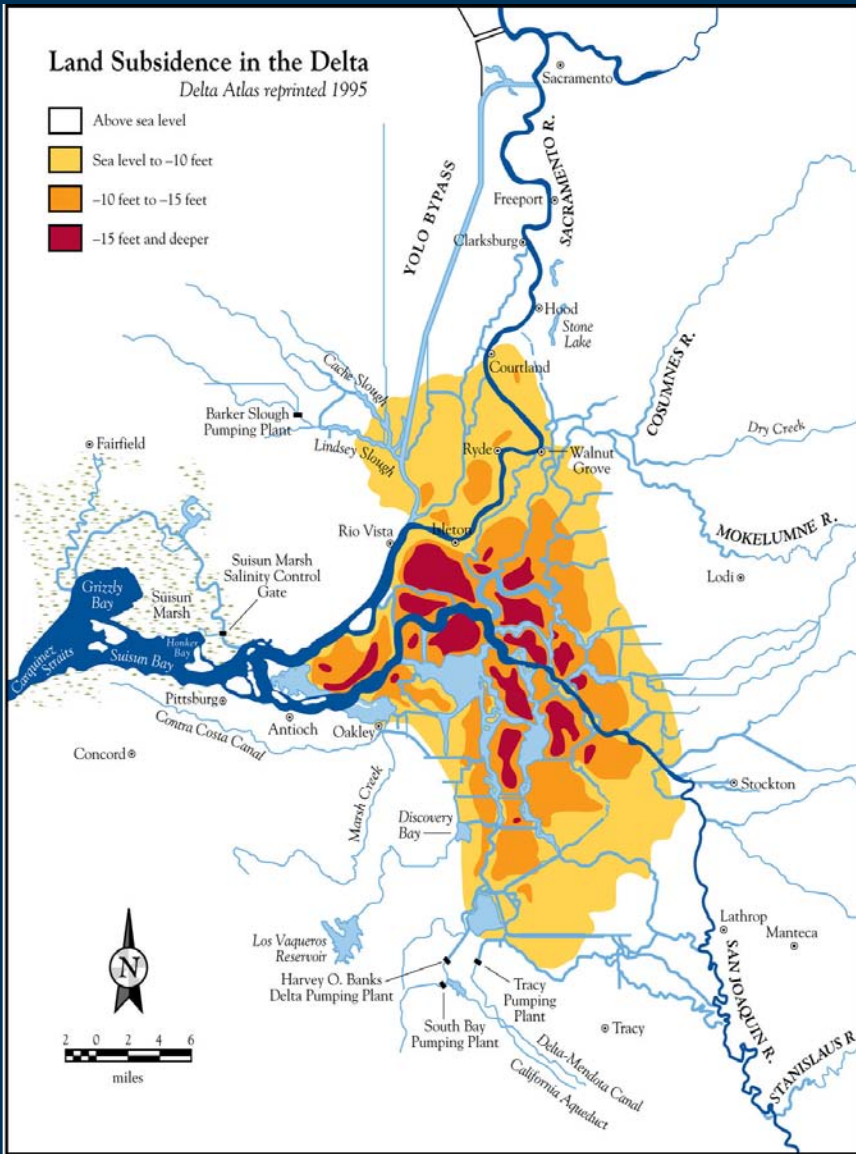 Land Subsidence in the Delta
Delta Atlas reprinted 1995
Above sea level
Sea level to –10 feet
–10 feet to –15 feet
–15 feet and deeper
Sacramento
SACRAMENTO R.
YOLO BYPASS
Freeport
Clarksburg
Hood
Stone
Lake
Courtland
COSUMNES R.
Cache Slough
Barker Slough
Pumping Plant
Lindsey Slough
Dry Creek
Fairfield
Ryde
Walnut
Grove
MOKELUMNE R.
Rio Vista
Isleton
Lodi
Suisun Marsh
Salinity Control
Gate
Grizzly
Bay
Suisun
Marsh
Honker
Bay
Suisun Bay
Carquinez
Straits
Pittsburg
Antioch
Oakley
Contra Costa Canal
Concord
Marsh Creek
Stockton
Discovery
Bay
Los Vaqueros
Reservoir
Lathrop
Manteca
SAN JOAQUIN R.
Harvey O. Banks
Delta Pumping Plant
Tracy
Pumping
Plant
South Bay
Pumping Plant
Tracy
Delta-Mendota Canal
California Aqueduct
STANISLAUS R.
N
2 0 2 4 6
miles